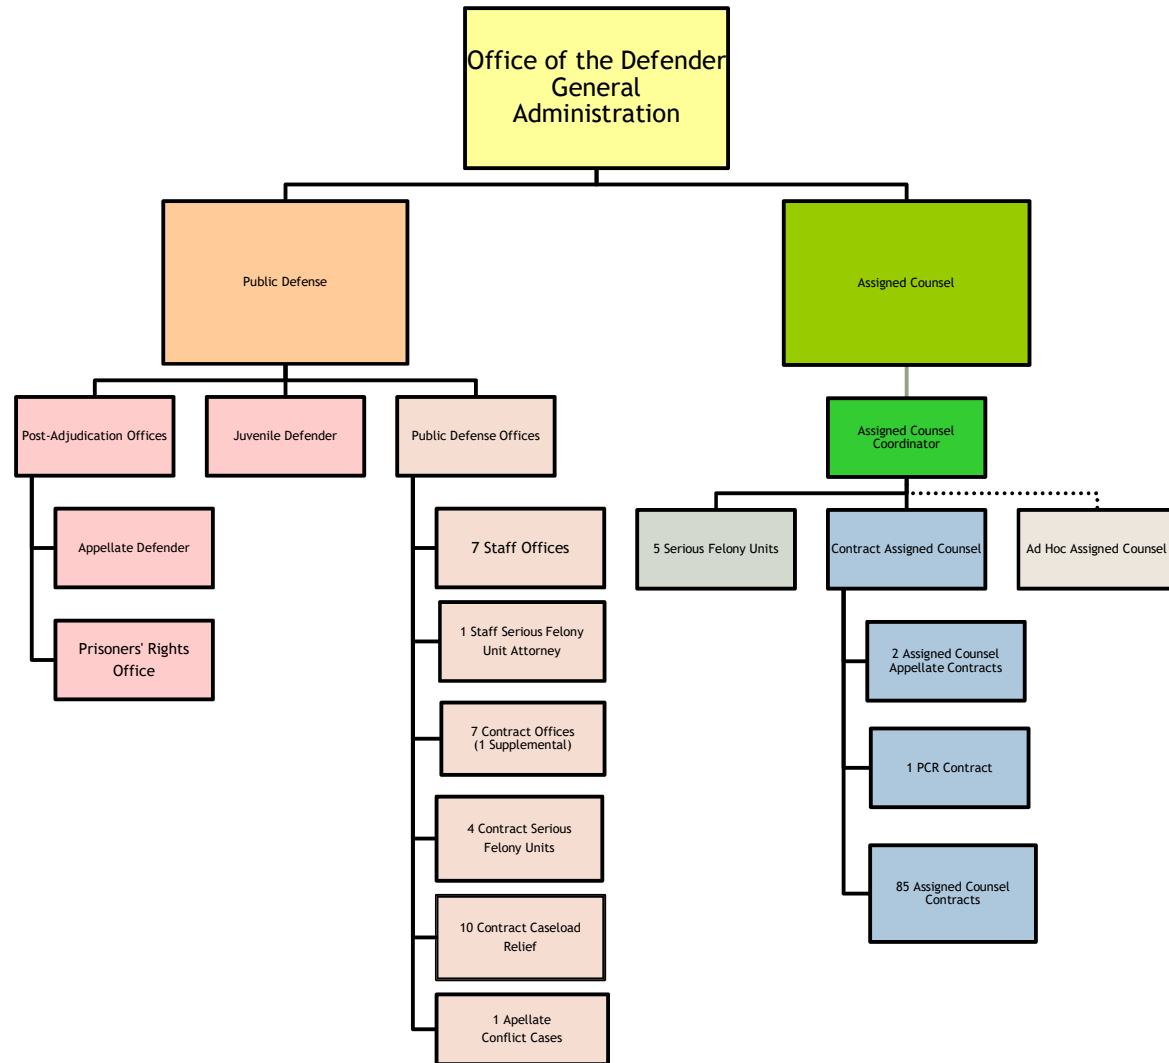 Office of the Defender
General
Administration
Public Defense
Assigned Counsel
Post-Adjudication Offices
Juvenile Defender
Public Defense Offices
Assigned Counsel
Coordinator
Appellate Defender
Prisoners' Rights
Office
7 Staff Offices
1 Staff Serious Felony
Unit Attorney
7 Contract Offices
(1 Supplemental)
4 Contract Serious
Felony Units
10 Contract Caseload
Relief
1 Apellate
Conflict Cases
5 Serious Felony Units
Contract Assigned Counsel
Ad Hoc Assigned Counsel
2 Assigned Counsel
Appellate Contracts
1 PCR Contract
85 Assigned Counsel
Contracts